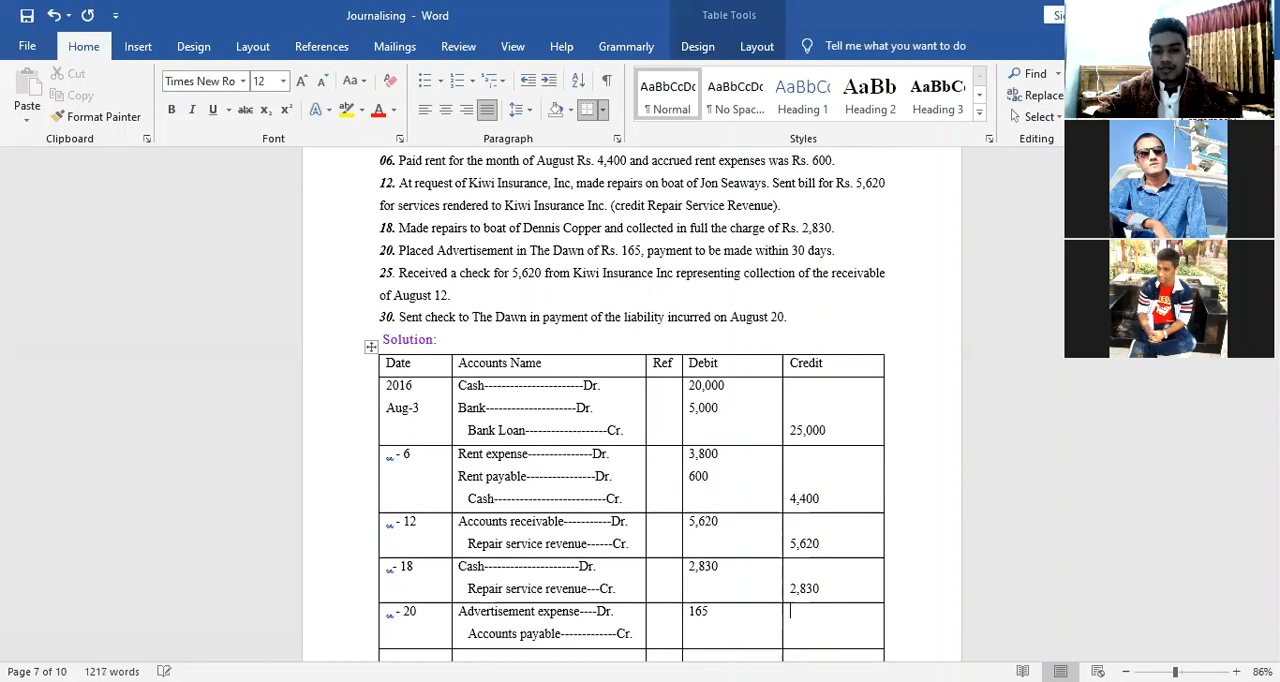 Journalising - Word
Table Tools
File
Home
Insert
Design
Layout
References
Mailings
Review
View
Help
Grammarly
Design
Layout
Tell me what you want to do
Paste
Cut
Copy
Format Painter
Clipboard
Times New Ro
12
Font
Paragraph
AaBbCcDc
¶ Normal
AaBbCcDc
¶ No Spac...
AaBbCc
Heading 1
AaBb
Heading 2
AaBbC
Heading 3
Styles
Find
Replace
Select
Editing
06. Paid rent for the month of August Rs. 4,400 and accrued rent expenses was Rs. 600.
12. At request of Kiwi Insurance, Inc, made repairs on boat of Jon Seaways. Sent bill for Rs. 5,620
for services rendered to Kiwi Insurance Inc. (credit Repair Service Revenue).
18. Made repairs to boat of Dennis Copper and collected in full the charge of Rs. 2,830.
20. Placed Advertisement in The Dawn of Rs. 165, payment to be made within 30 days.
25. Received a check for 5,620 from Kiwi Insurance Inc representing collection of the receivable
of August 12.
30. Sent check to The Dawn in payment of the liability incurred on August 20.
Solution:
Date Accounts Name Ref Debit Credit
2016 Cash-----------------------Dr. 20,000
Aug-3 Bank---------------------Dr. 5,000
Bank Loan-------------------Cr. 25,000
„ - 6 Rent expense---------------Dr. 3,800
Rent payable----------------Dr. 600
Cash--------------------------Cr. 4,400
„ - 12 Accounts receivable-----------Dr. 5,620
Repair service revenue------Cr. 5,620
„ - 18 Cash----------------------Dr. 2,830
Repair service revenue---Cr. 2,830
„ - 20 Advertisement expense----Dr. 165
Accounts payable-------------Cr.
Page 7 of 10
1217 words
86%